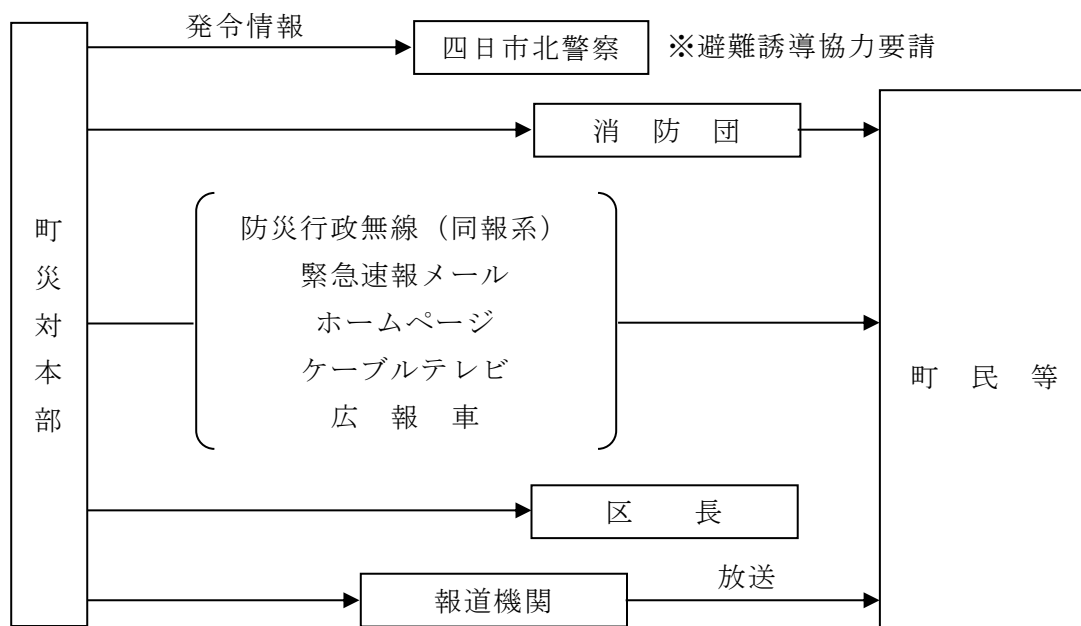 発令情報
四日市北警察
※避難誘導協力要請
消 防 団
町災対本部
防災行政無線（同報系）
緊急速報メール
ホームページ
ケーブルテレビ
広 報 車
町 民 等
区 長
報道機関
放送